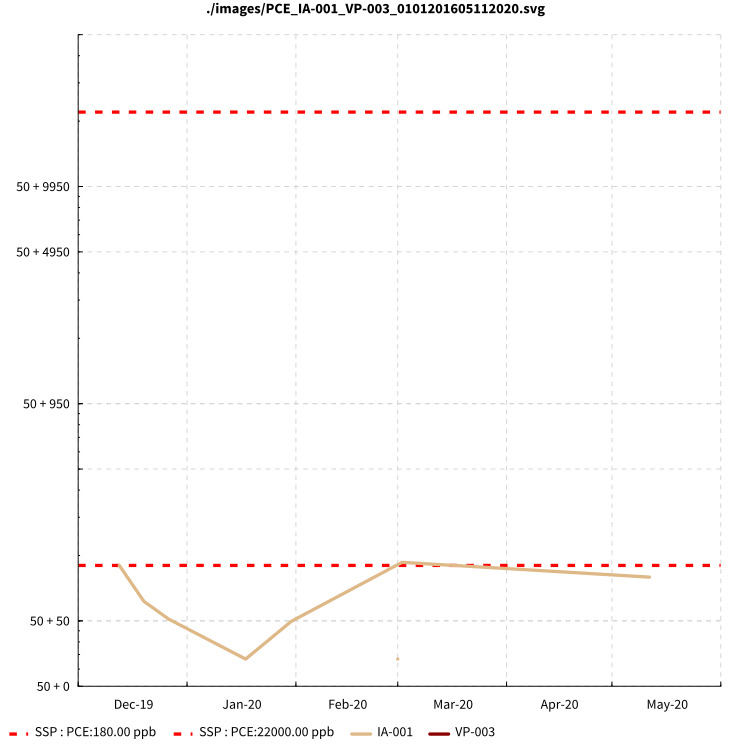 ./images/PCE_IA-001_VP-003_0101201605112020.svg
50 + 9950
50 + 4950
50 + 950
50 + 50
50 + 0
Dec-19 Jan-20 Feb-20 Mar-20 Apr-20 May-20
SSP : PCE:180.00 ppb SSP : PCE:22000.00 ppb IA-001 VP-003